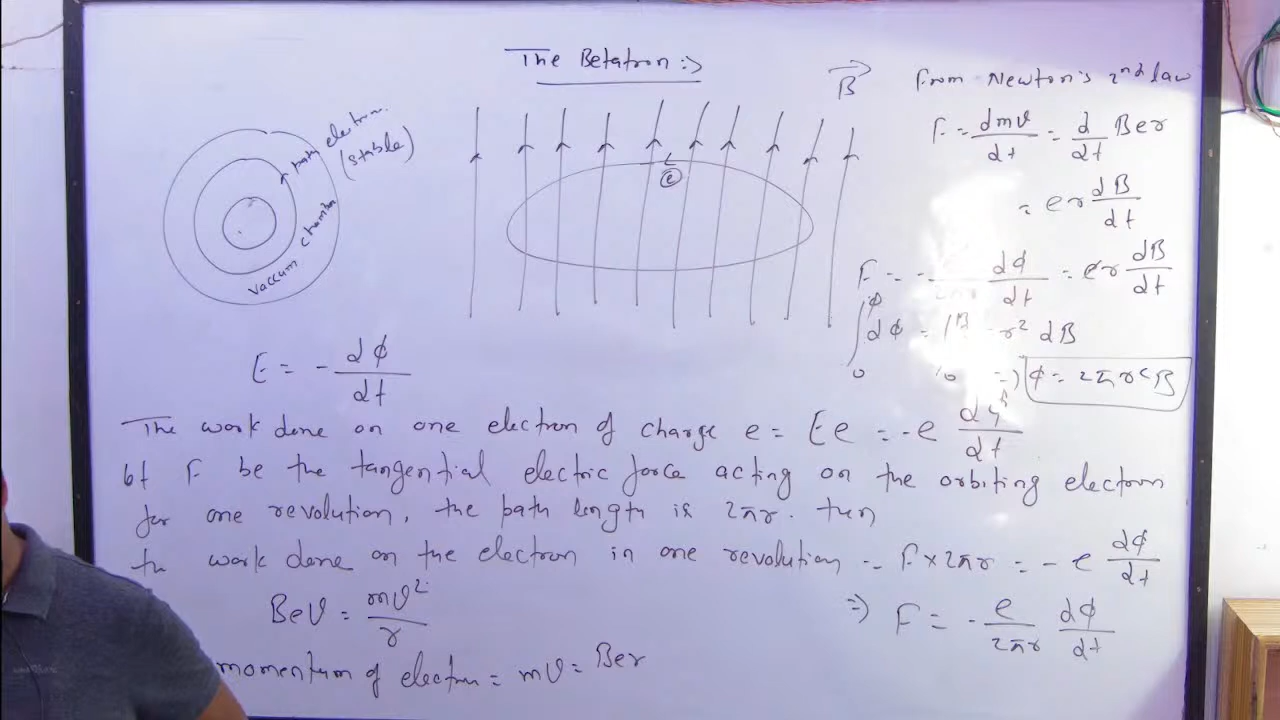 The Betatron :->
path electron
(stable)
vaccum chamber
e
B
E = - dφ/dt
The work done on one electron of charge e = Ee = -e dφ/dt
F be the tangential electric force acting on the orbiting electron
for one revolution, the path length is 2πr. then
the work done on the electron in one revolution = F×2πr = -e dφ/dt
=> F = - e/2πr dφ/dt
Bev = mv²/r
momentum of electron = mv = Ber
From Newton's 2nd law
F = dmv/dt = d/dt Ber
= er dB/dt
F = - dφ/dt = er dB/dt
∫ dφ = r² dB
=> φ = 2πr²B